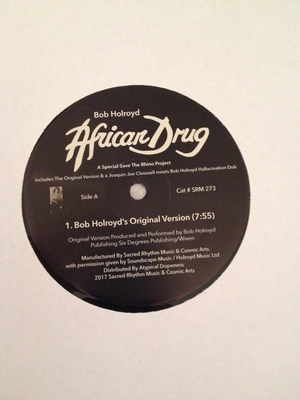 Bob Holroyd
African Drug
A Special Save The Rhino Project
Includes The Original Version & a Joaquin Joe Claussell meets Bob Holroyd Hallucination Dub
Side A
Cat # SRM 273
1. Bob Holroyd's Original Version (7:55)
Original Version Produced and Performed by Bob Holroyd
Publishing Six Degrees Publishing/Wixen
Manufactured By Sacred Rhythm Music & Cosmic Arts.
with permission given by Soundscape Music / Holroyd Music Ltd
Distributed By Atypical Dopeness
2017 Sacred Rhythm Music & Cosmic Arts